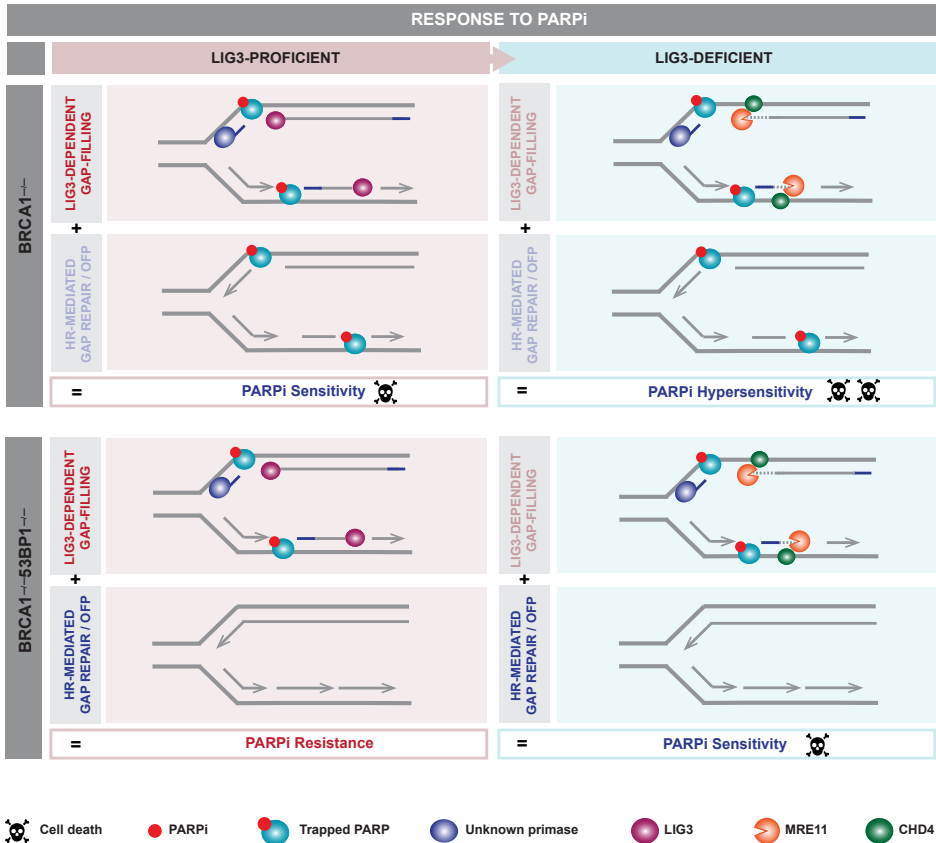 RESPONSE TO PARPi
LIG3-PROFICIENT
LIG3-DEFICIENT
BRCA1⁻/⁻
LIG3-DEPENDENT
GAP-FILLING
+
HR-MEDIATED
GAP REPAIR / OFP
LIG3-DEPENDENT
GAP-FILLING
+
HR-MEDIATED
GAP REPAIR / OFP
= PARPi Sensitivity
= PARPi Hypersensitivity
BRCA1⁻/⁻53BP1⁻/⁻
LIG3-DEPENDENT
GAP-FILLING
+
HR-MEDIATED
GAP REPAIR / OFP
LIG3-DEPENDENT
GAP-FILLING
+
HR-MEDIATED
GAP REPAIR / OFP
= PARPi Resistance
= PARPi Sensitivity
Cell death
PARPi
Trapped PARP
Unknown primase
LIG3
MRE11
CHD4